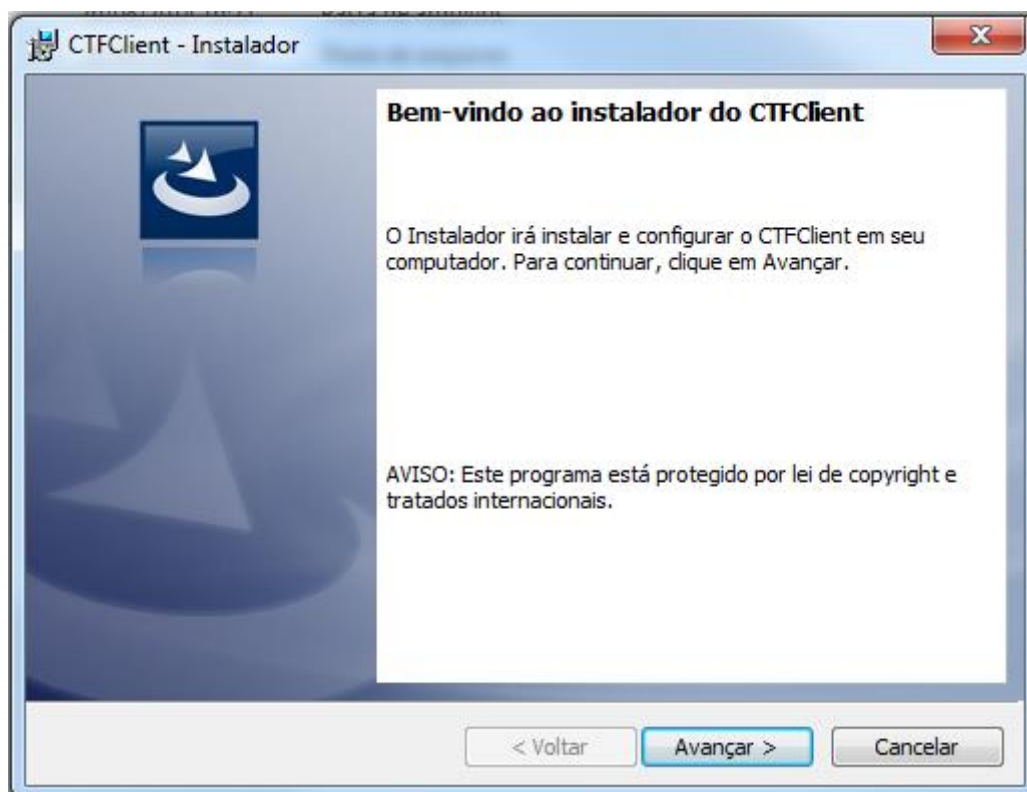 CTFClient - Instalador
Bem-vindo ao instalador do CTFClient
O Instalador irá instalar e configurar o CTFClient em seu
computador. Para continuar, clique em Avançar.
AVISO: Este programa está protegido por lei de copyright e
tratados internacionais.
< Voltar
Avançar >
Cancelar